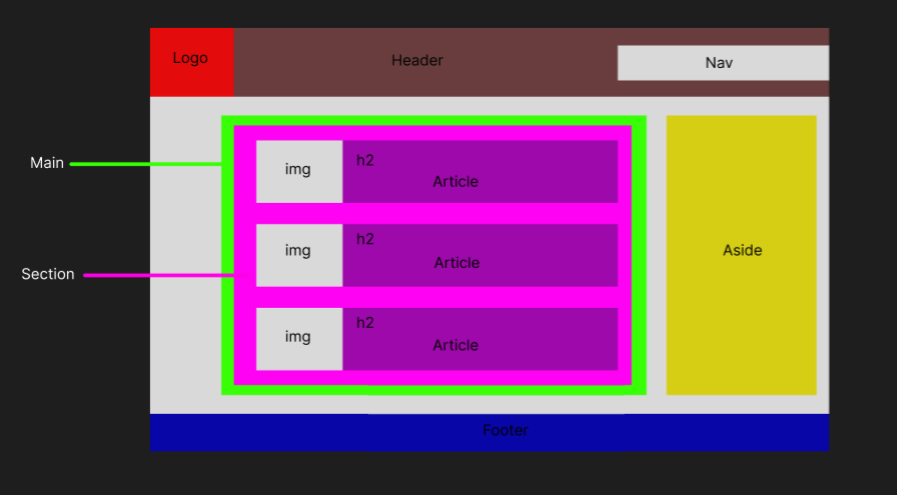 Logo
Header
Nav
Main
img
h2
Article
Section
img
h2
Article
img
h2
Article
Aside
Footer